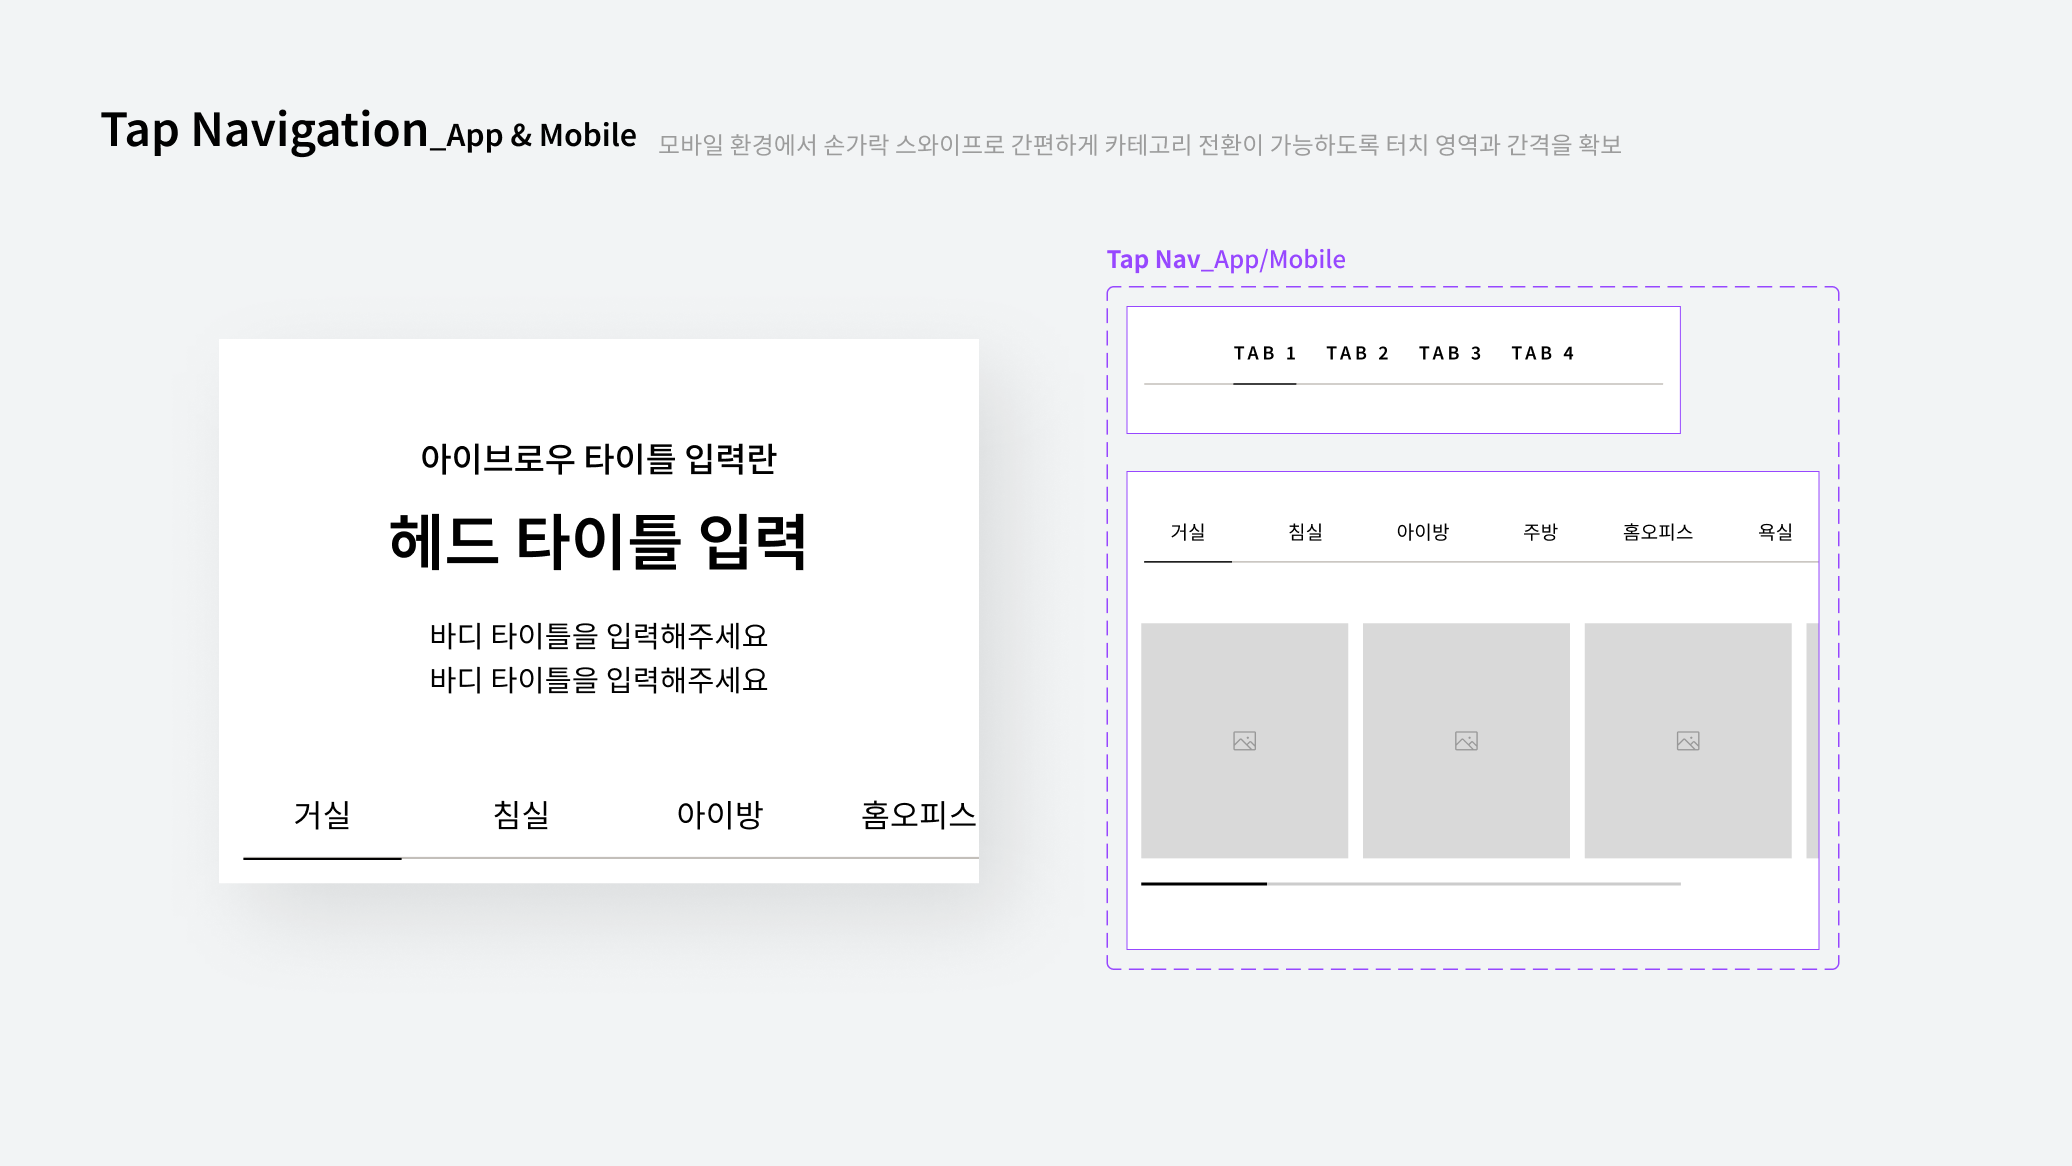 Tap Navigation_App & Mobile 모바일 환경에서 손가락 스와이프로 간편하게 카테고리 전환이 가능하도록 터치 영역과 간격을 확보
아이브로우 타이틀 입력란
헤드 타이틀 입력
바디 타이틀을 입력해주세요
바디 타이틀을 입력해주세요
거실 침실 아이방 홈오피스
Tap Nav_App/Mobile
TAB 1 TAB 2 TAB 3 TAB 4
거실 침실 아이방 주방 홈오피스 욕실